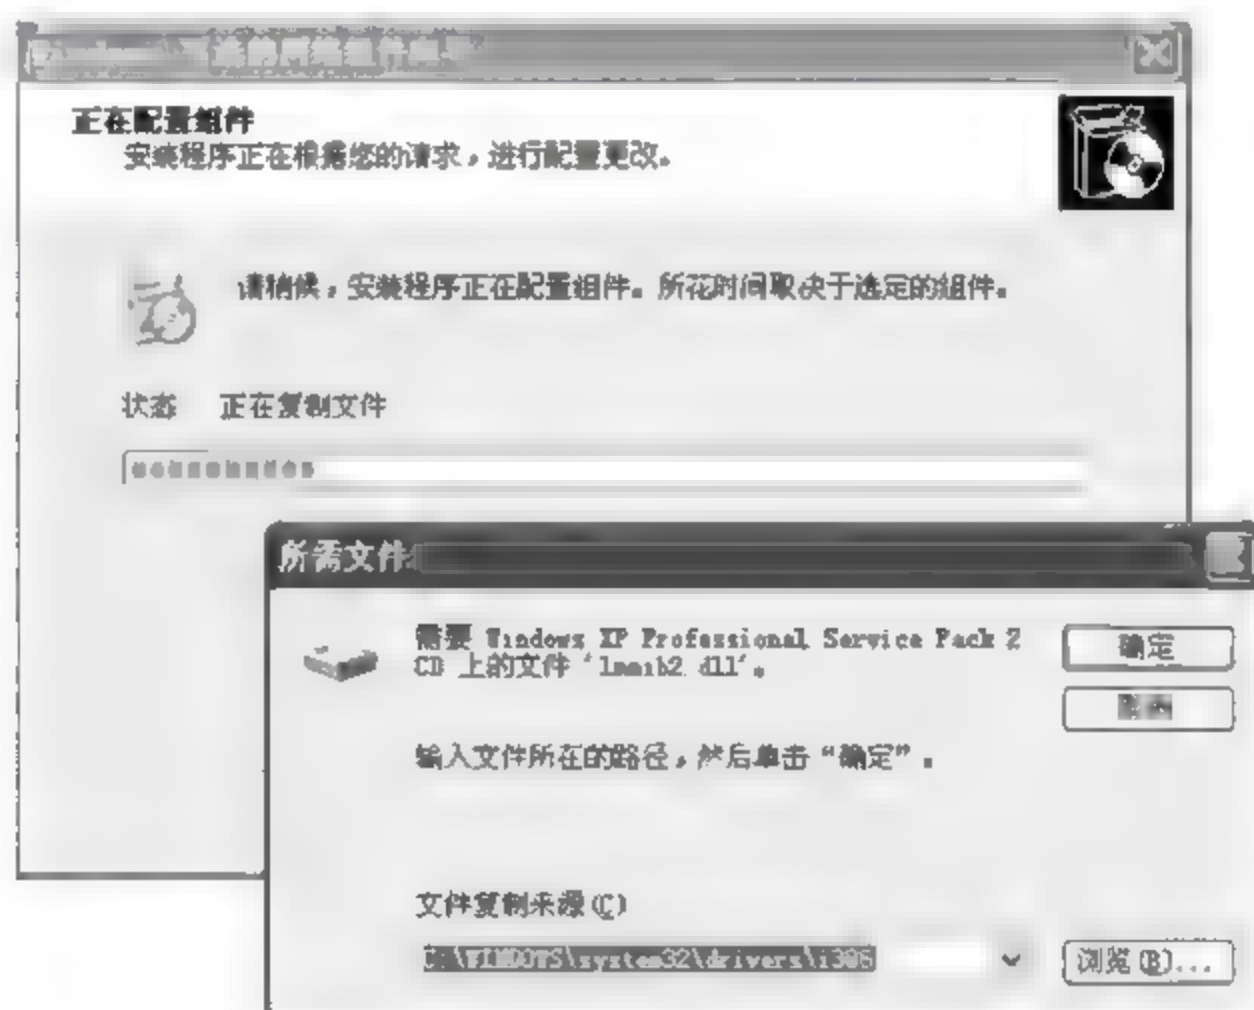 正在配置组件
安装程序正在根据您的请求，进行配置更改。
请稍候，安装程序正在配置组件。所花时间取决于选定的组件。
状态 正在复制文件
所需文件
需要 Windows XP Professional Service Pack 2
CD 上的文件‘lmmib2.dll’。
确定
输入文件所在的路径，然后单击“确定”。
文件复制来源(C)
C:\WINDOWS\system32\drivers\i386
浏览(B)...